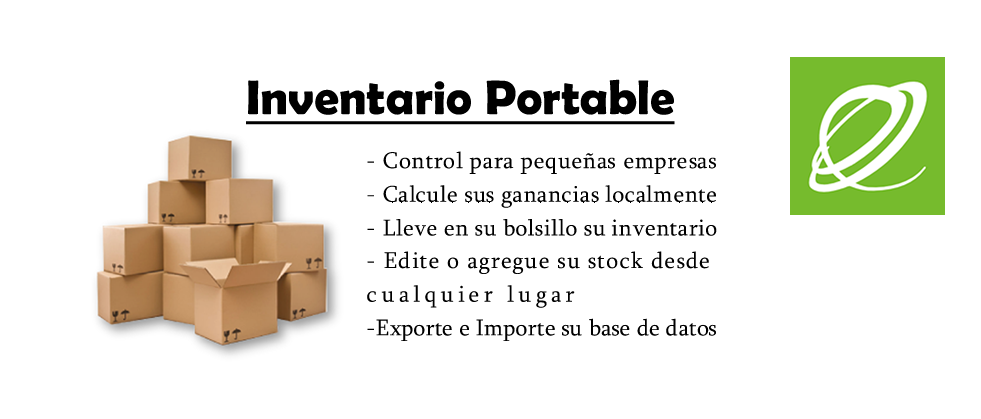 Inventario Portable
- Control para pequeñas empresas
- Calcule sus ganancias localmente
- Lleve en su bolsillo su inventario
- Edite o agregue su stock desde
cualquier lugar
-Exporte e Importe su base de datos